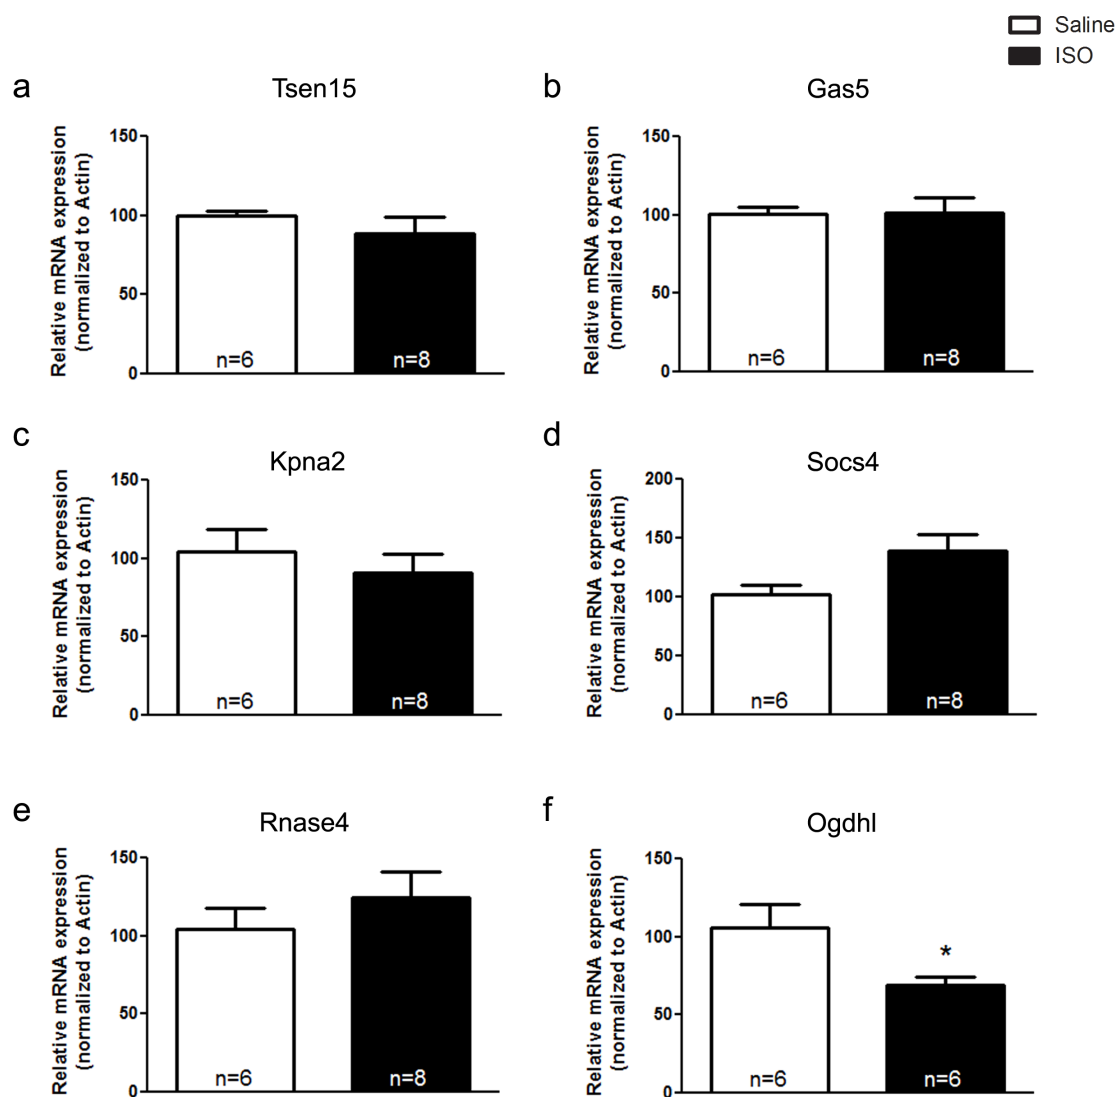 Saline
ISO
a
Tsen15
Relative mRNA expression
(normalized to Actin)
150
100
50
0
n=6
n=8
b
Gas5
Relative mRNA expression
(normalized to Actin)
150
100
50
0
n=6
n=8
c
Kpna2
Relative mRNA expression
(normalized to Actin)
150
100
50
0
n=6
n=8
d
Socs4
Relative mRNA expression
(normalized to Actin)
200
150
100
50
0
n=6
n=8
e
Rnase4
Relative mRNA expression
(normalized to Actin)
150
100
50
0
n=6
n=8
f
Ogdhl
Relative mRNA expression
(normalized to Actin)
150
100
50
0
*
n=6
n=6